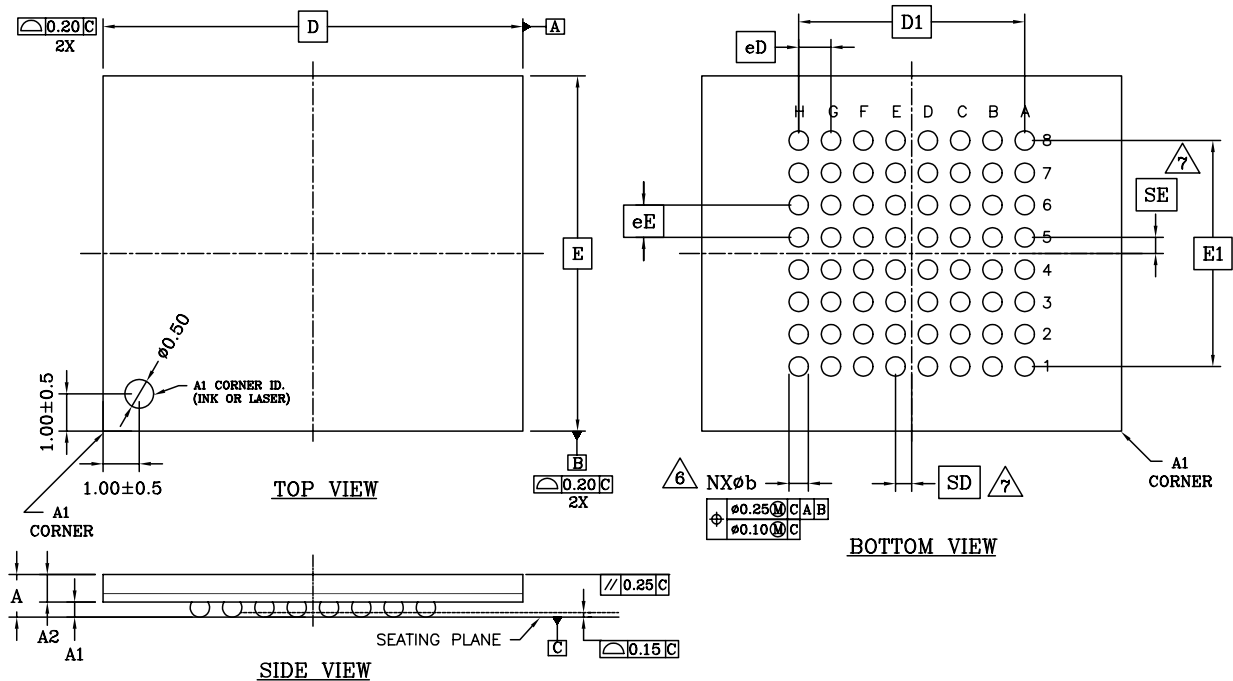 ⌓ 0.20 C
2X
D
A
E
ø0.50
A1 CORNER ID.
(INK OR LASER)
1.00±0.5
1.00±0.5
A1
CORNER
TOP VIEW
B
⌓ 0.20 C
2X
D1
eD
H G F E D C B A
8
7
6
5
4
3
2
1
7
SE
eE
E1
6
NXøb
⌖ ø0.25Ⓜ C A B
ø0.10Ⓜ C
SD
7
A1
CORNER
BOTTOM VIEW
A
A2
A1
// 0.25 C
SEATING PLANE
C
⌓ 0.15 C
SIDE VIEW